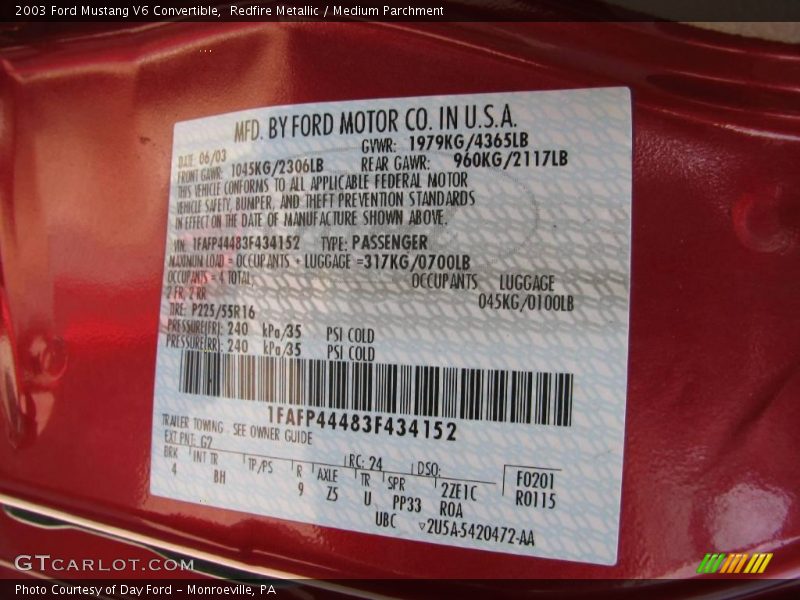 2003 Ford Mustang V6 Convertible,  Redfire Metallic / Medium Parchment
MFD. BY FORD MOTOR CO. IN U.S.A.
DATE: 06/03 GVWR: 1979KG/4365LB
FRONT GAWR: 1045KG/2306LB REAR GAWR: 960KG/2117LB
THIS VEHICLE CONFORMS TO ALL APPLICABLE FEDERAL MOTOR
VEHICLE SAFETY, BUMPER, AND THEFT PREVENTION STANDARDS
IN EFFECT ON THE DATE OF MANUFACTURE SHOWN ABOVE.
VIN: 1FAFP44483F434152 TYPE: PASSENGER
MAXIMUM LOAD = OCCUPANTS + LUGGAGE =317KG/0700LB
OCCUPANTS = 4 TOTAL, OCCUPANTS LUGGAGE
2 FR, 2 RR 045KG/0100LB
TIRE: P225/55R16
PRESSURE(FR): 240 kPa/35 PSI COLD
PRESSURE(RR): 240 kPa/35 PSI COLD
1FAFP44483F434152
TRAILER TOWING - SEE OWNER GUIDE
EXT PNT: G2 RC: 24 DSO: F0201
BRK INT TR TP/PS R AXLE TR SPR R0115
4 BH 9 Z5 U PP33 2ZE1C
ROA
UBC ▽2U5A-5420472-AA
GTCARLOT.COM
Photo Courtesy of Day Ford – Monroeville, PA